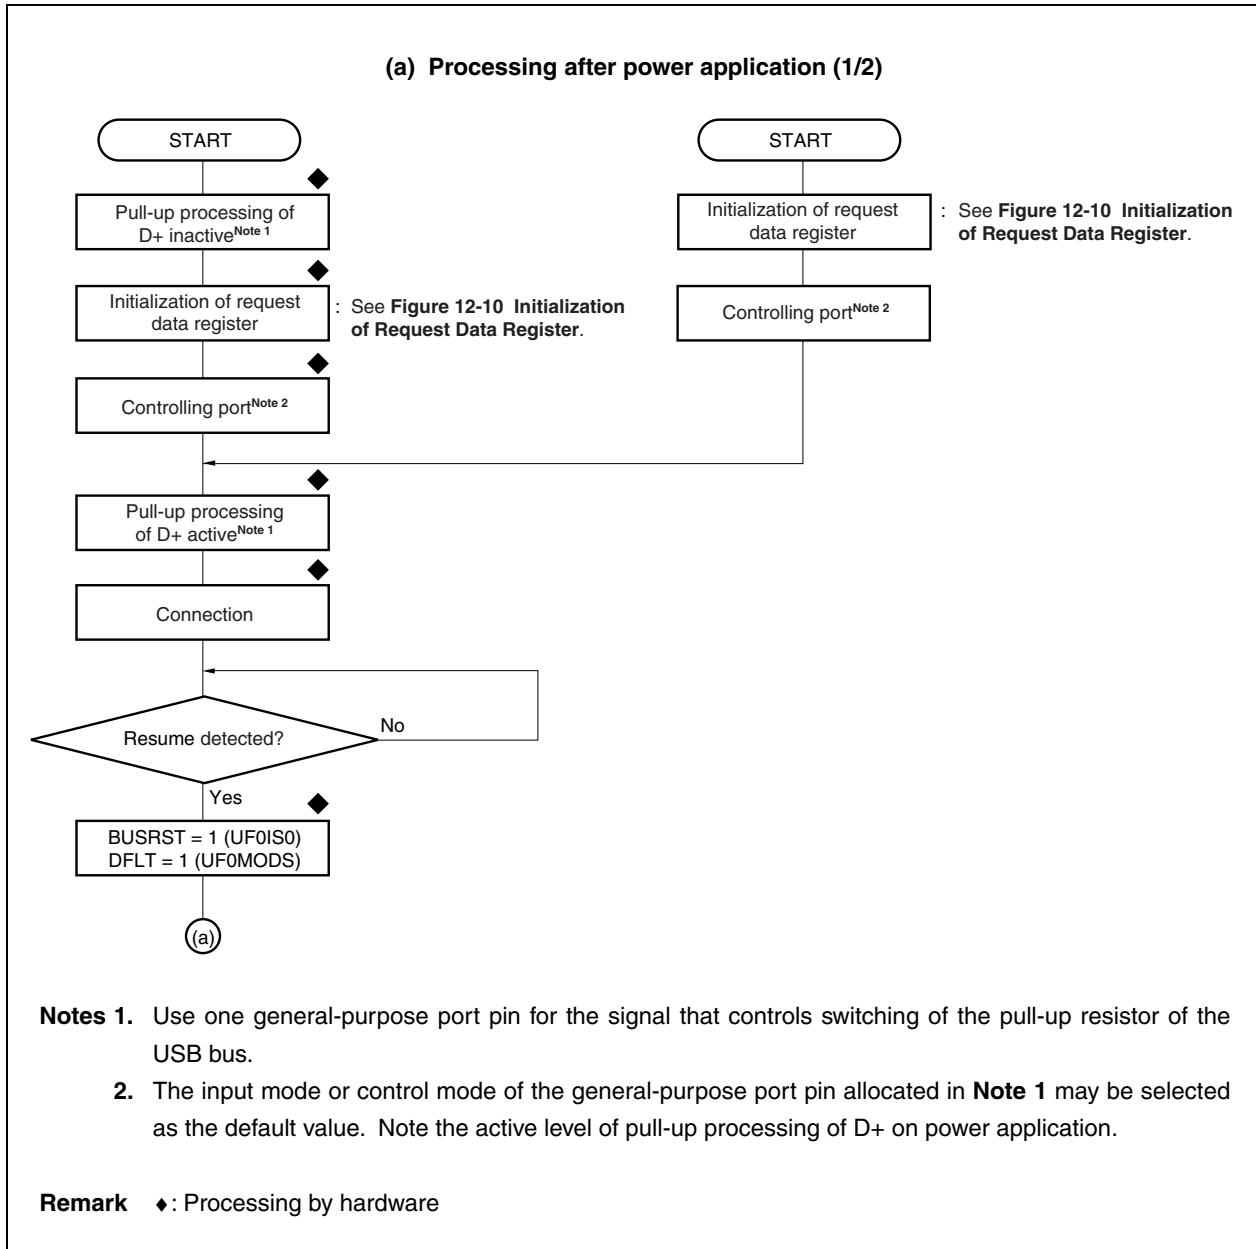 (a) Processing after power application (1/2)
START
Pull-up processing of
D+ inactiveNote 1
Initialization of request
data register
: See Figure 12-10 Initialization
of Request Data Register.
Controlling portNote 2
START
Initialization of request
data register
: See Figure 12-10 Initialization
of Request Data Register.
Controlling portNote 2
Pull-up processing
of D+ activeNote 1
Connection
Resume detected?
No
Yes
BUSRST = 1 (UF0IS0)
DFLT = 1 (UF0MODS)
(a)
Notes 1. Use one general-purpose port pin for the signal that controls switching of the pull-up resistor of the
USB bus.
2. The input mode or control mode of the general-purpose port pin allocated in Note 1 may be selected
as the default value. Note the active level of pull-up processing of D+ on power application.
Remark ♦: Processing by hardware